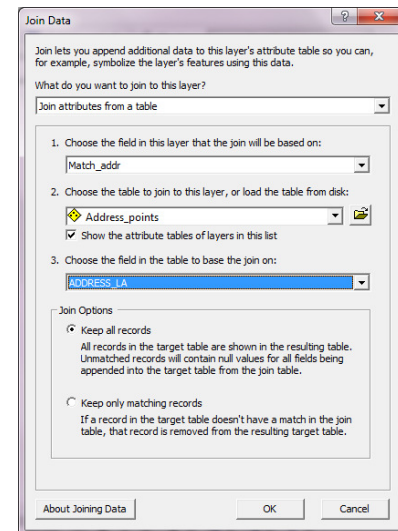 Join Data
Join lets you append additional data to this layer's attribute table so you can,
for example, symbolize the layer's features using this data.
What do you want to join to this layer?
Join attributes from a table
1. Choose the field in this layer that the join will be based on:
Match_addr
2. Choose the table to join to this layer, or load the table from disk:
Address_points
Show the attribute tables of layers in this list
3. Choose the field in the table to base the join on:
ADDRESS_LA
Join Options
Keep all records
All records in the target table are shown in the resulting table.
Unmatched records will contain null values for all fields being
appended into the target table from the join table.
Keep only matching records
If a record in the target table doesn't have a match in the join
table, that record is removed from the resulting target table.
About Joining Data OK Cancel